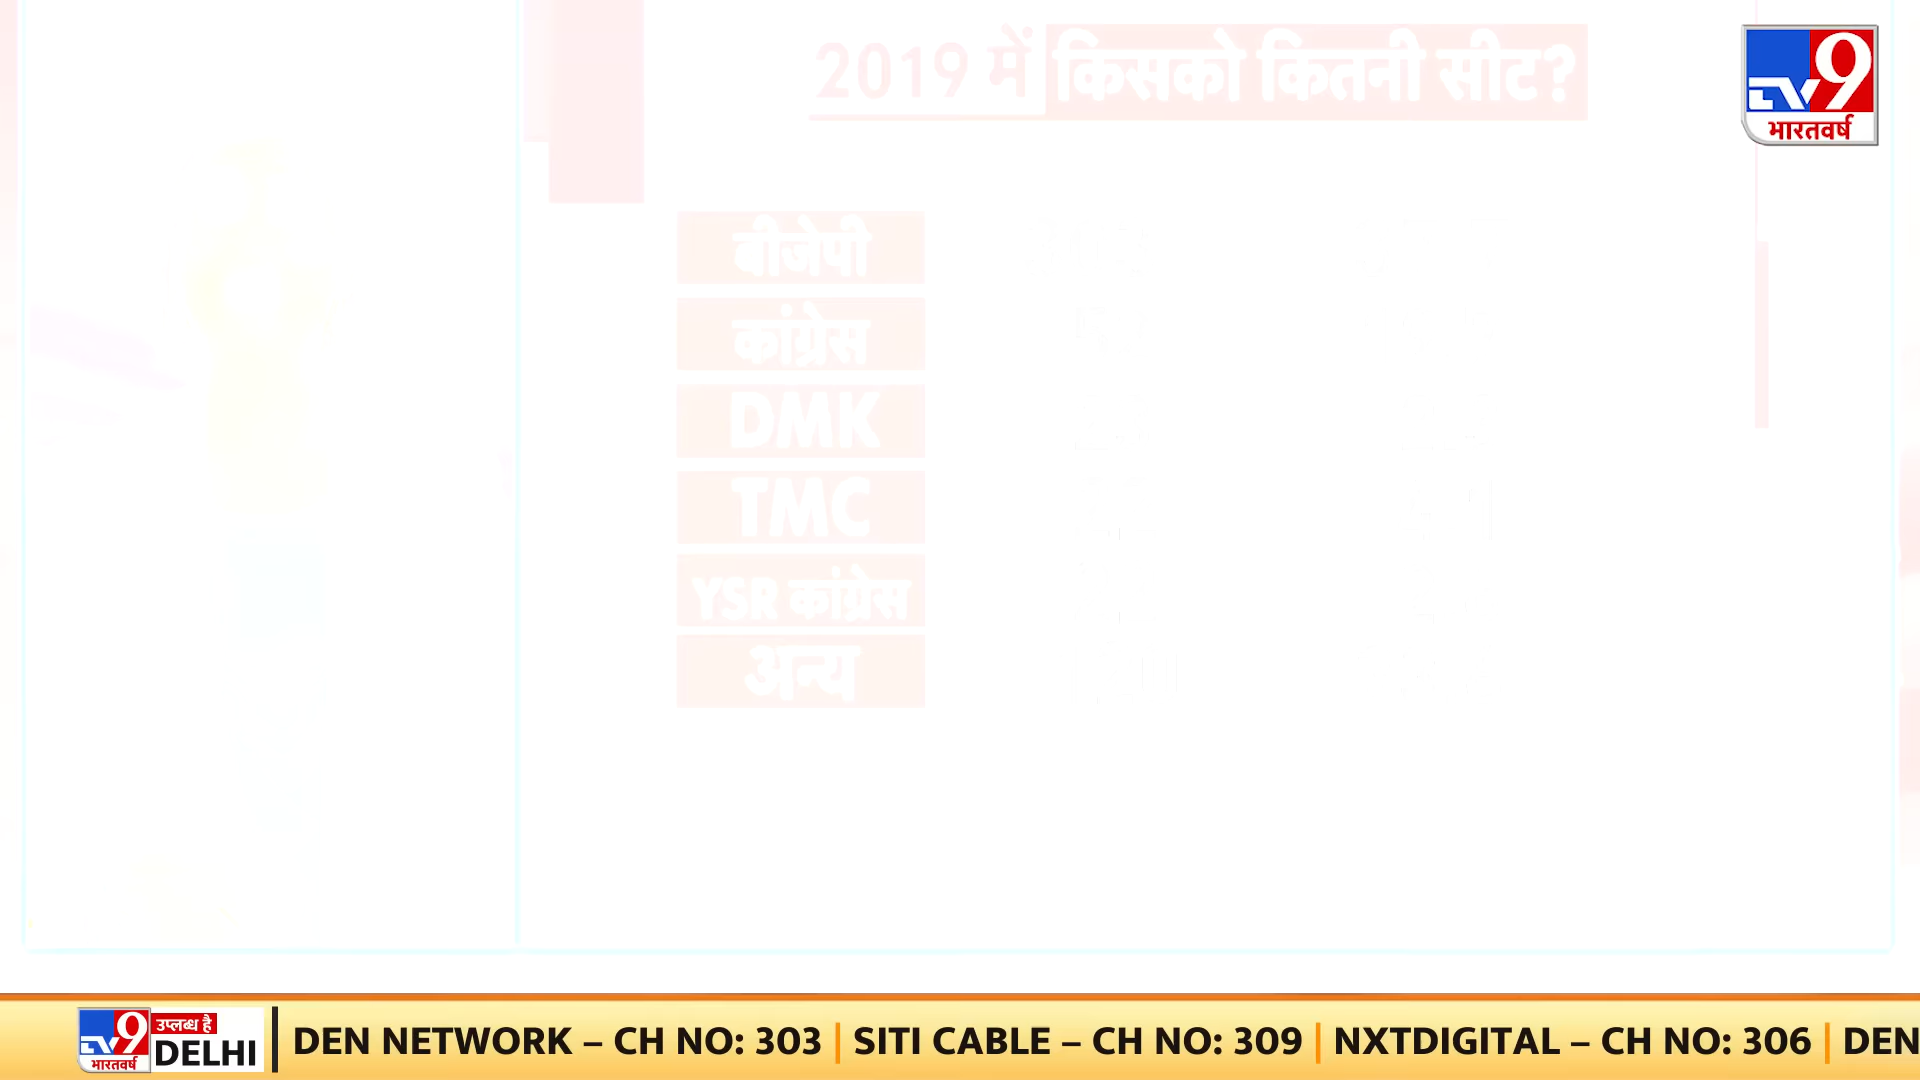 2019 में किसको कितनी सीट?
TV9
भारतवर्ष
बीजेपी
कांग्रेस
DMK
TMC
YSR कांग्रेस
अन्य
TV9 भारतवर्ष उपलब्ध है DELHI
DEN NETWORK – CH NO: 303 | SITI CABLE – CH NO: 309 | NXTDIGITAL – CH NO: 306 | DEN